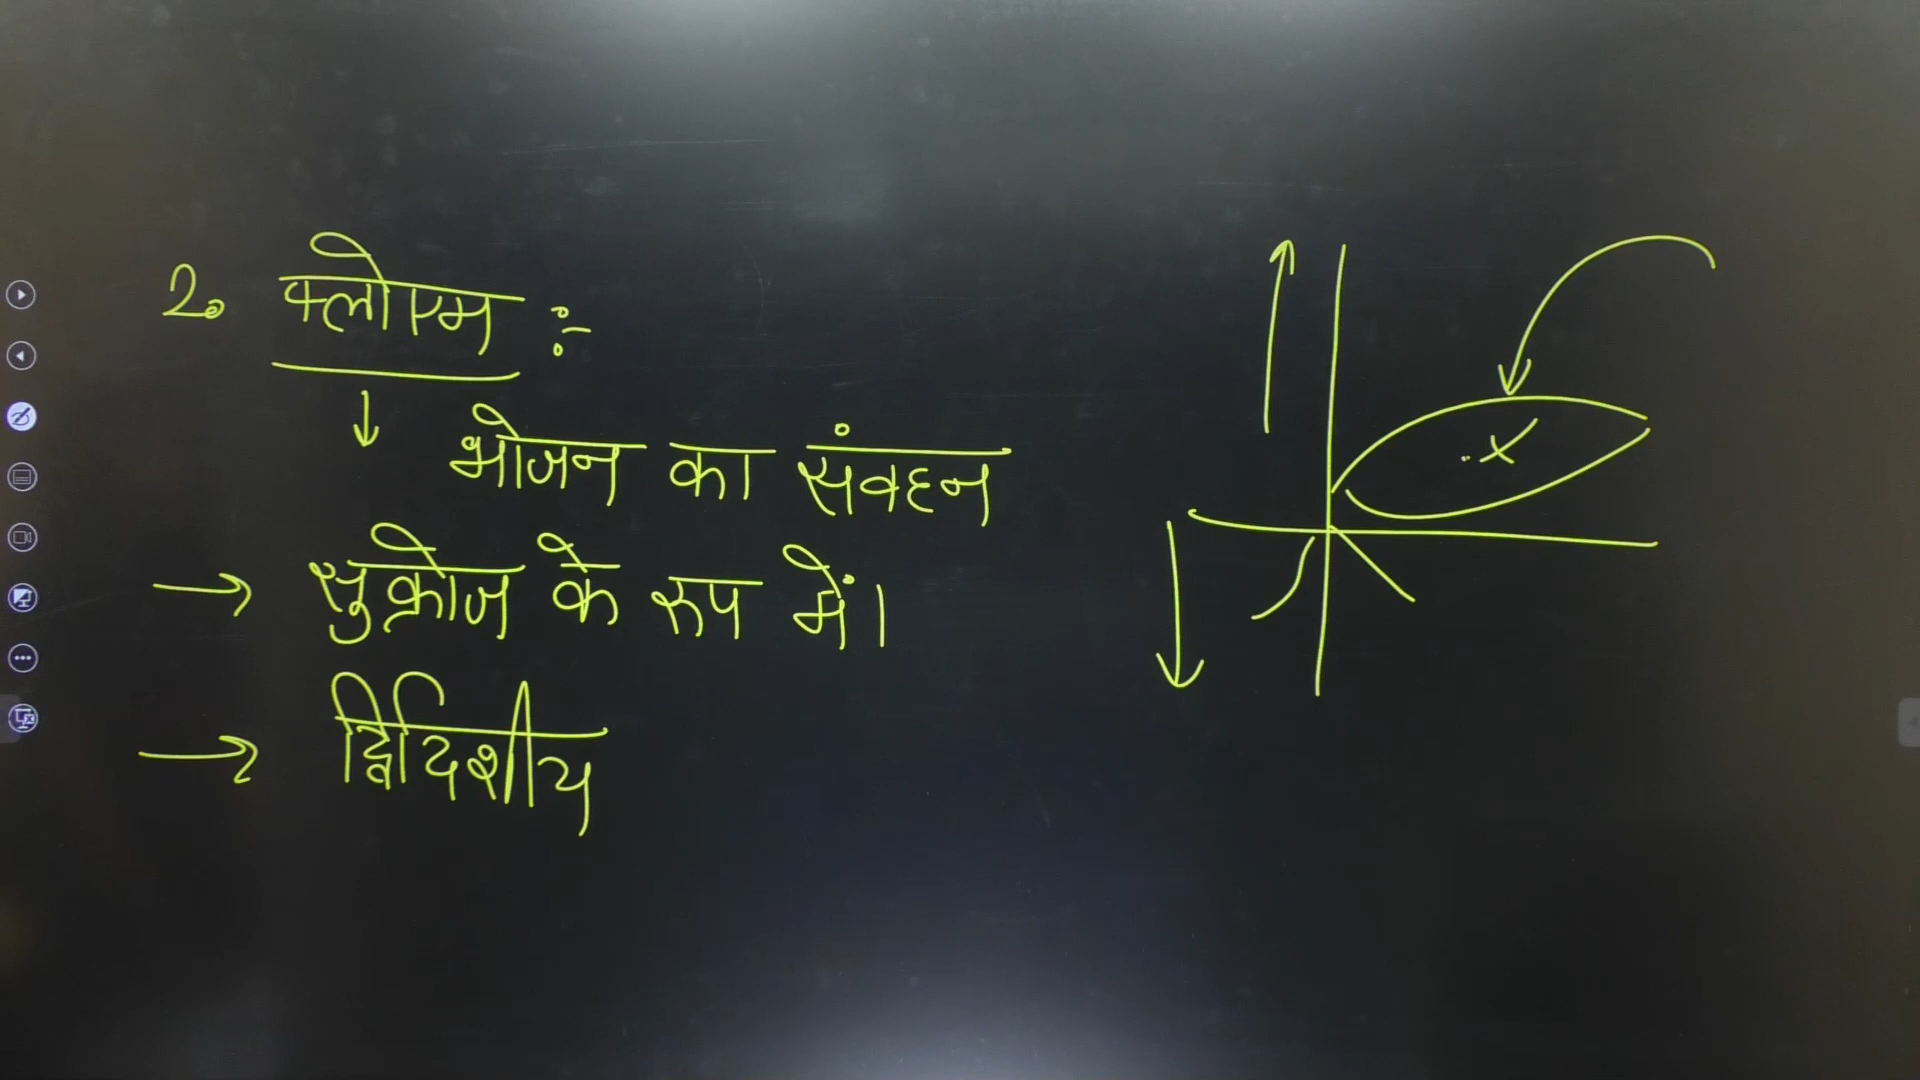 2. फ्लोएम :-
↓ भोजन का संवहन
→ सुक्रोज के रूप में।
→ द्विदिशीय
x